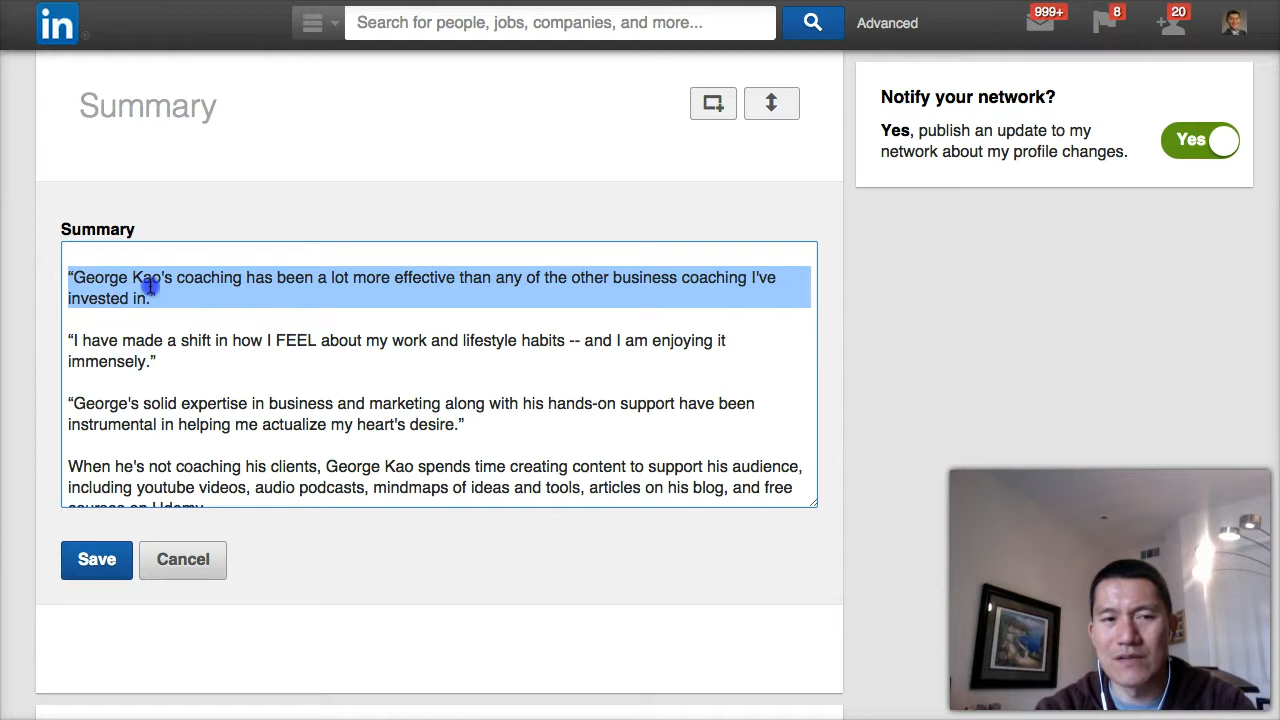 in
Search for people, jobs, companies, and more...
Advanced
999+
8
20
Summary
Notify your network?
Yes, publish an update to my
network about my profile changes.
Yes
Summary
“George Kao's coaching has been a lot more effective than any of the other business coaching I've
invested in.”
“I have made a shift in how I FEEL about my work and lifestyle habits -- and I am enjoying it
immensely.”
“George's solid expertise in business and marketing along with his hands-on support have been
instrumental in helping me actualize my heart's desire.”
When he's not coaching his clients, George Kao spends time creating content to support his audience,
including youtube videos, audio podcasts, mindmaps of ideas and tools, articles on his blog, and free
courses on Udemy
Save
Cancel